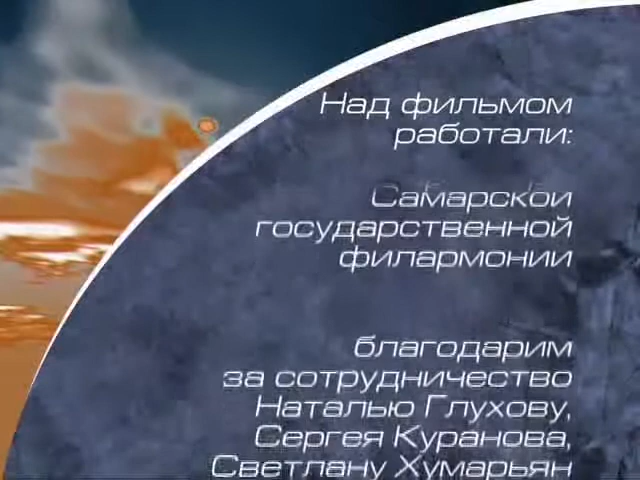 Над фильмом
работали:
Самарской
государственной
филармонии
благодарим
за сотрудничество
Наталью Глухову,
Сергея Куранова,
Светлану Хумарьян